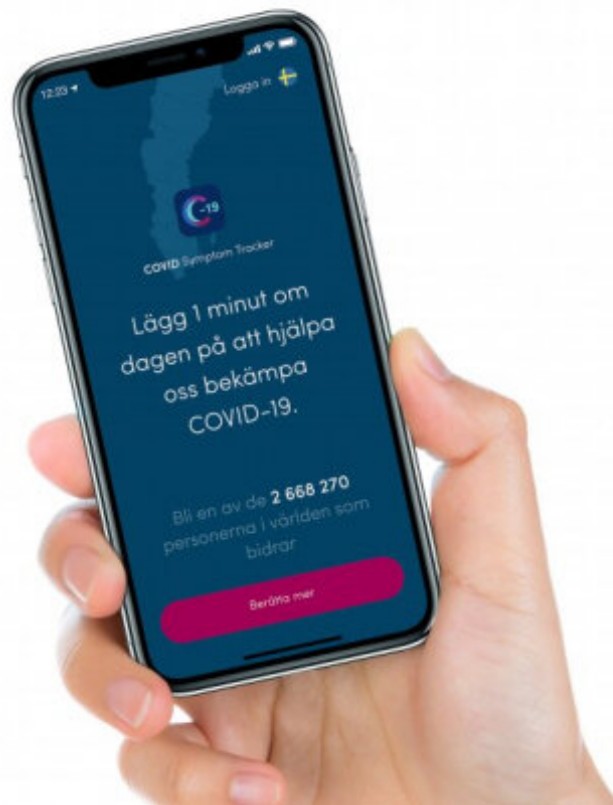 12:23
Logga in
C-19
COVID Symptom Tracker
Lägg 1 minut om
dagen på att hjälpa
oss bekämpa
COVID-19.
Bli en av de 2 668 270
personerna i världen som
bidrar
Berätta mer